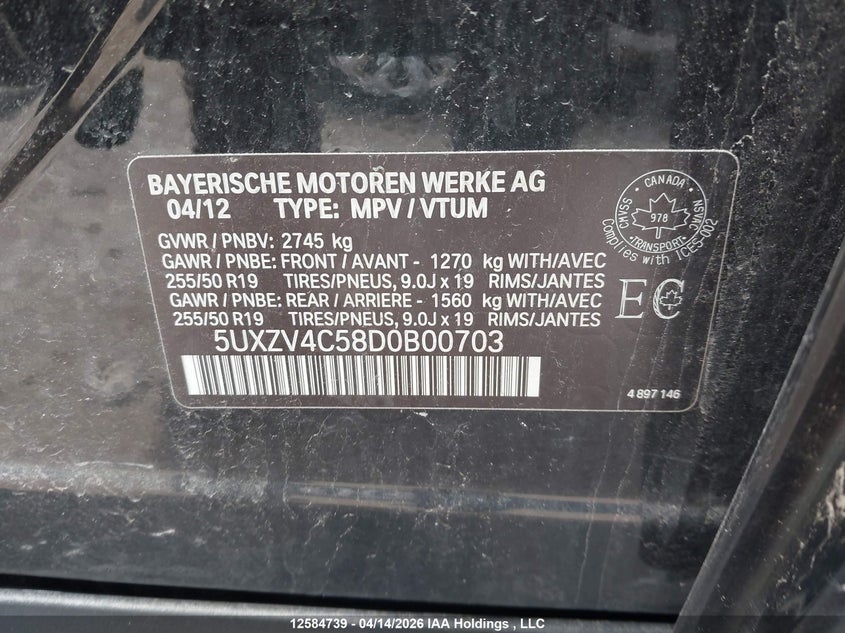 BAYERISCHE MOTOREN WERKE AG
04/12 TYPE: MPV / VTUM
GVWR / PNBV: 2745 kg
GAWR / PNBE: FRONT / AVANT - 1270 kg WITH/AVEC
255/50 R19 TIRES/PNEUS, 9.0J x 19 RIMS/JANTES
GAWR / PNBE: REAR / ARRIERE - 1560 kg WITH/AVEC
255/50 R19 TIRES/PNEUS, 9.0J x 19 RIMS/JANTES
5UXZV4C58D0B00703
CANADA
CMVSS
978
NSVAC
TRANSPORT
Complies with ICES-002
EC
4 897 146
12584739 - 04/14/2026 IAA Holdings , LLC